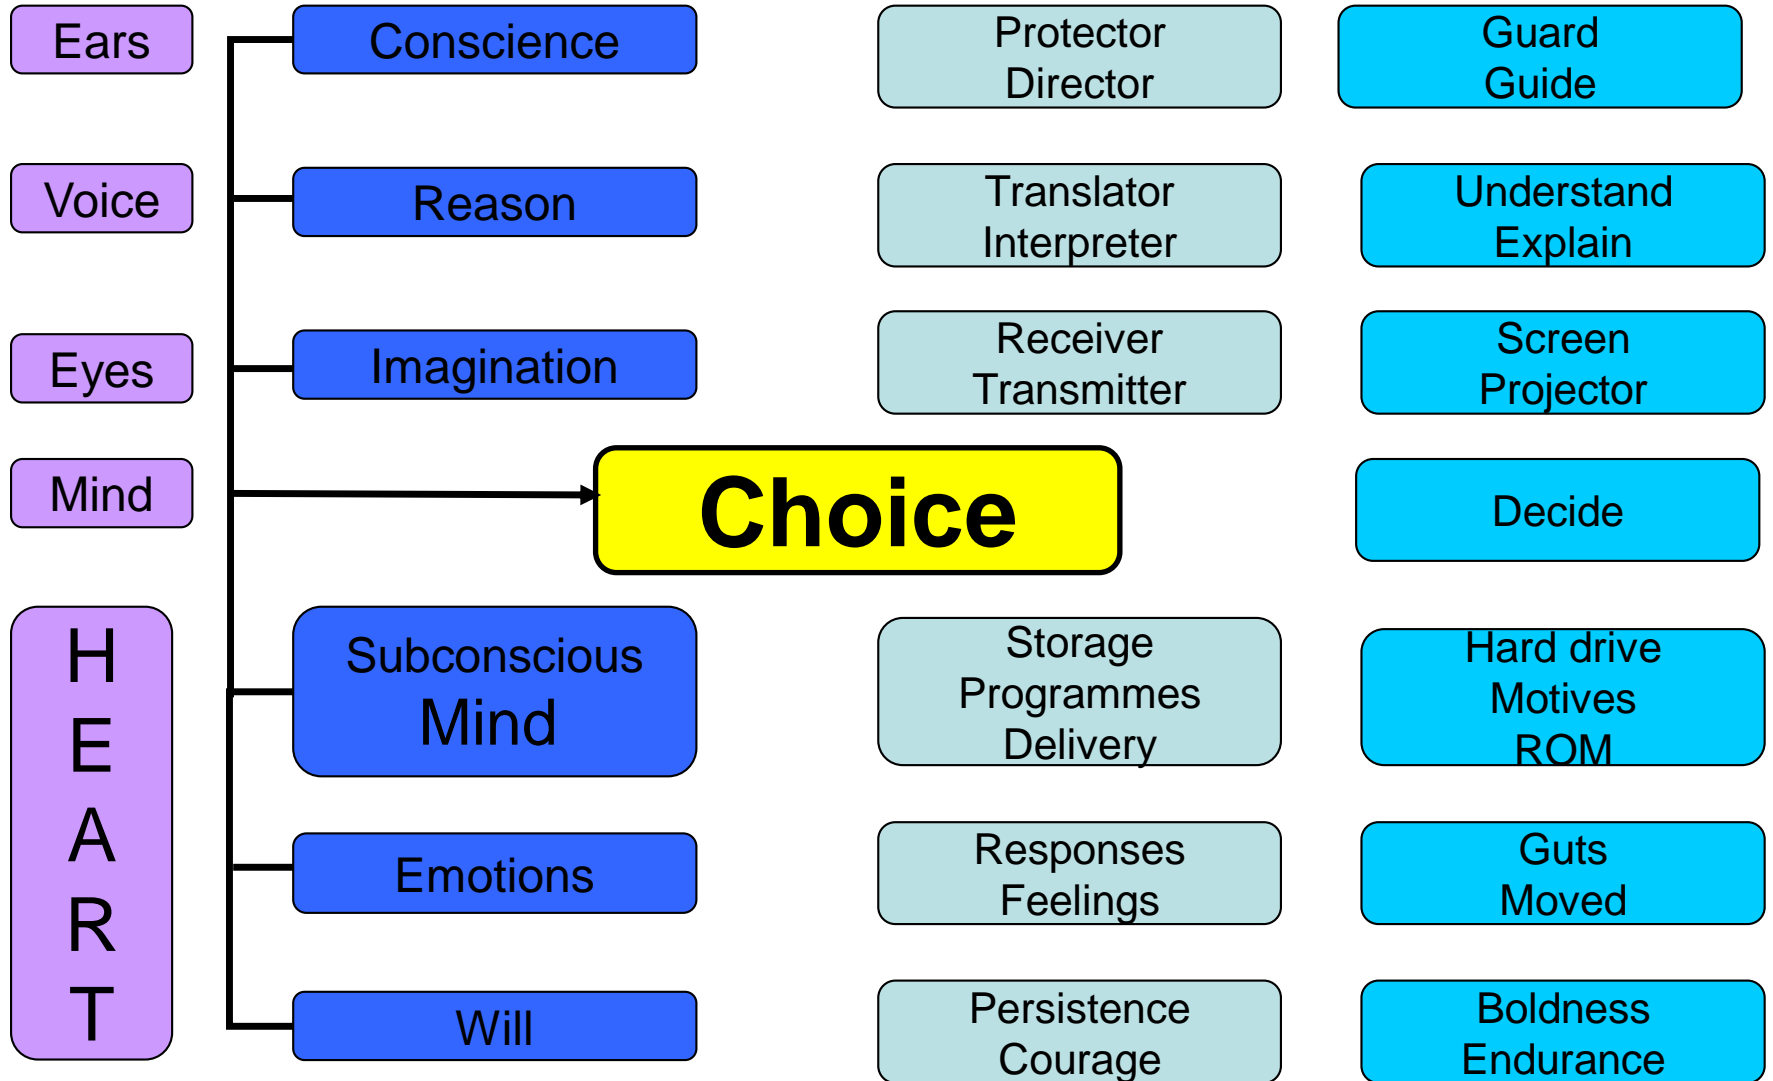 Ears
Conscience
Protector
Director
Guard
Guide
Voice
Reason
Translator
Interpreter
Understand
Explain
Eyes
Imagination
Receiver
Transmitter
Screen
Projector
Mind
Choice
Decide
H
E
A
R
T
Subconscious
Mind
Storage
Programmes
Delivery
Hard drive
Motives
ROM
Emotions
Responses
Feelings
Guts
Moved
Will
Persistence
Courage
Boldness
Endurance